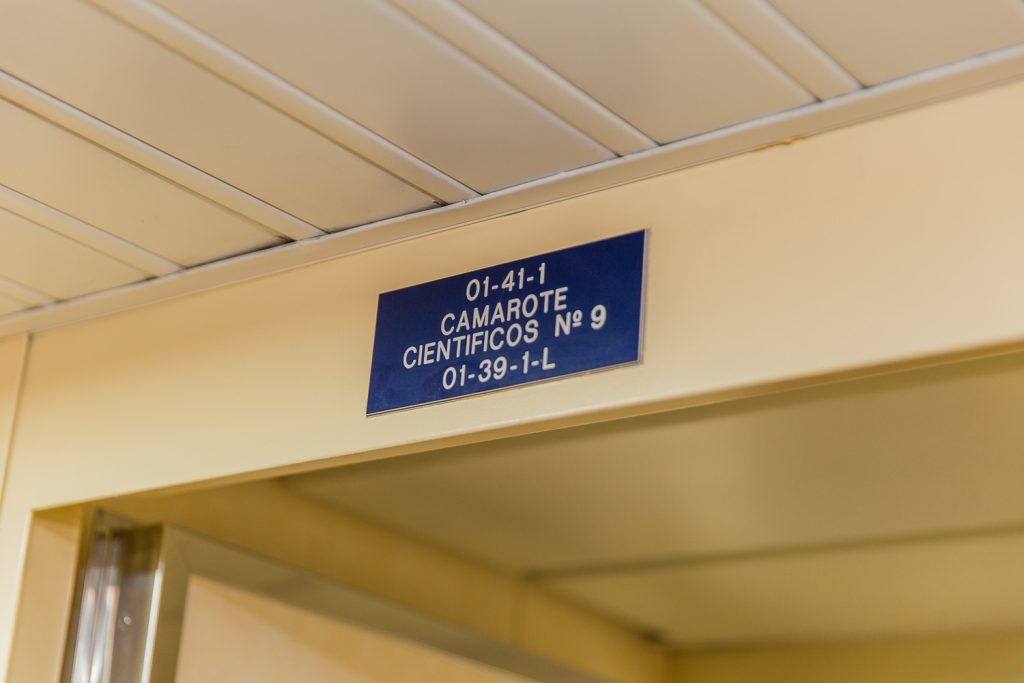 01-41-1
CAMAROTE
CIENTIFICOS Nº 9
01-39-1-L